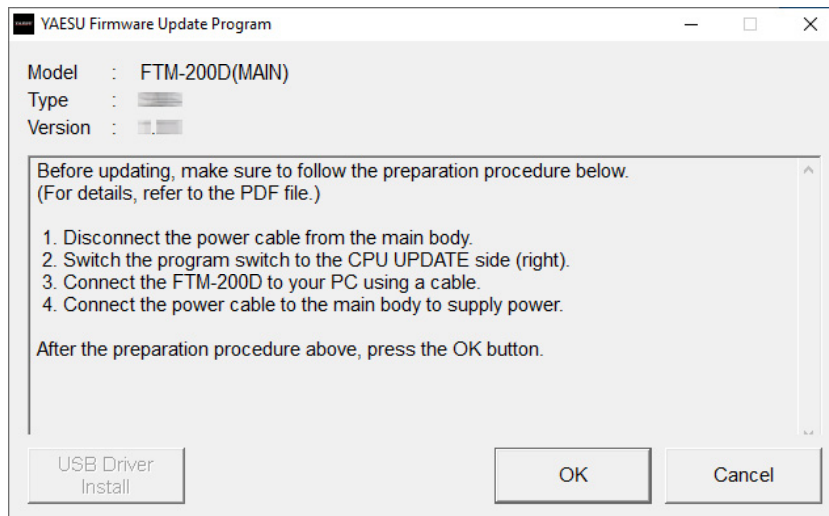 YAESU Firmware Update Program
Model : FTM-200D(MAIN)
Type :
Version :
Before updating, make sure to follow the preparation procedure below.
(For details, refer to the PDF file.)
1. Disconnect the power cable from the main body.
2. Switch the program switch to the CPU UPDATE side (right).
3. Connect the FTM-200D to your PC using a cable.
4. Connect the power cable to the main body to supply power.
After the preparation procedure above, press the OK button.
USB Driver
Install
OK
Cancel